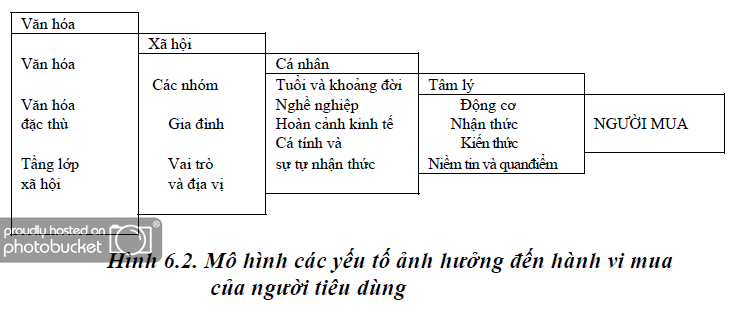 Văn hóa
Văn hóa
Văn hóa
đặc thù
Tầng lớp
xã hội
Xã hội
Các nhóm
Gia đình
Vai trò
và địa vị
Cá nhân
Tuổi và khoảng đời
Nghề nghiệp
Hoàn cảnh kinh tế
Cá tính và
sự tự nhận thức
Tâm lý
Động cơ
Nhận thức
Kiến thức
Niềm tin và quanđiểm
NGƯỜI MUA
proudly hosted on
photobucket
Hình 6.2. Mô hình các yếu tố ảnh hưởng đến hành vi mua
của người tiêu dùng